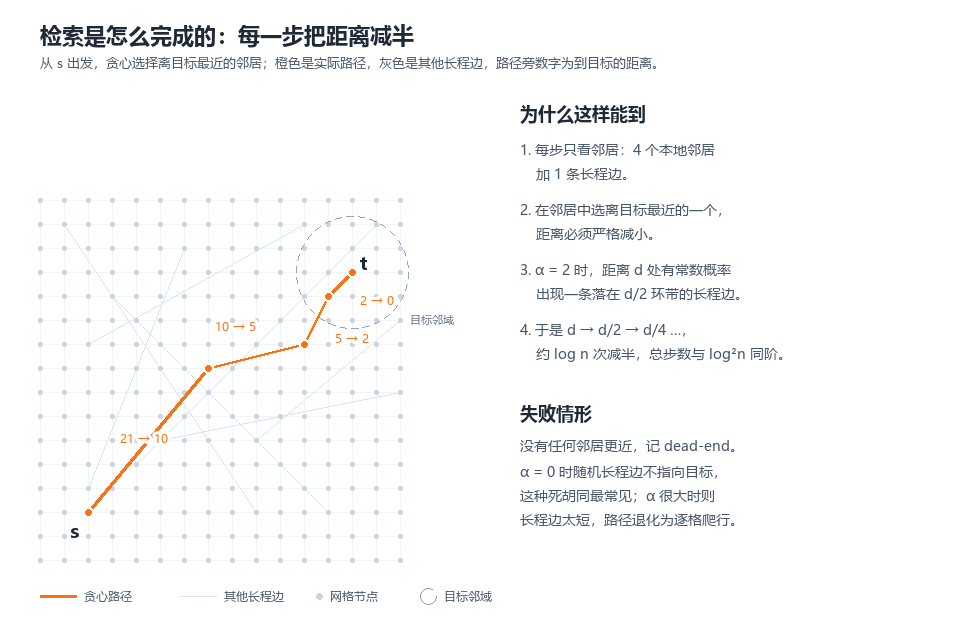 检索是怎么完成的：每一步把距离减半
从 s 出发，贪心选择离目标最近的邻居；橙色是实际路径，灰色是其他长程边，路径旁数字为到目标的距离。
t
2 → 0
10 → 5
目标邻域
5 → 2
21 → 10
s
为什么这样能到
1. 每步只看邻居：4 个本地邻居
加 1 条长程边。
2. 在邻居中选离目标最近的一个，
距离必须严格减小。
3. α = 2 时，距离 d 处有常数概率
出现一条落在 d/2 环带的长程边。
4. 于是 d → d/2 → d/4 ...，
约 log n 次减半，总步数与 log²n 同阶。
失败情形
没有任何邻居更近，记 dead-end。
α = 0 时随机长程边不指向目标，
这种死胡同最常见；α 很大时则
长程边太短，路径退化为逐格爬行。
贪心路径
其他长程边
网格节点
目标邻域